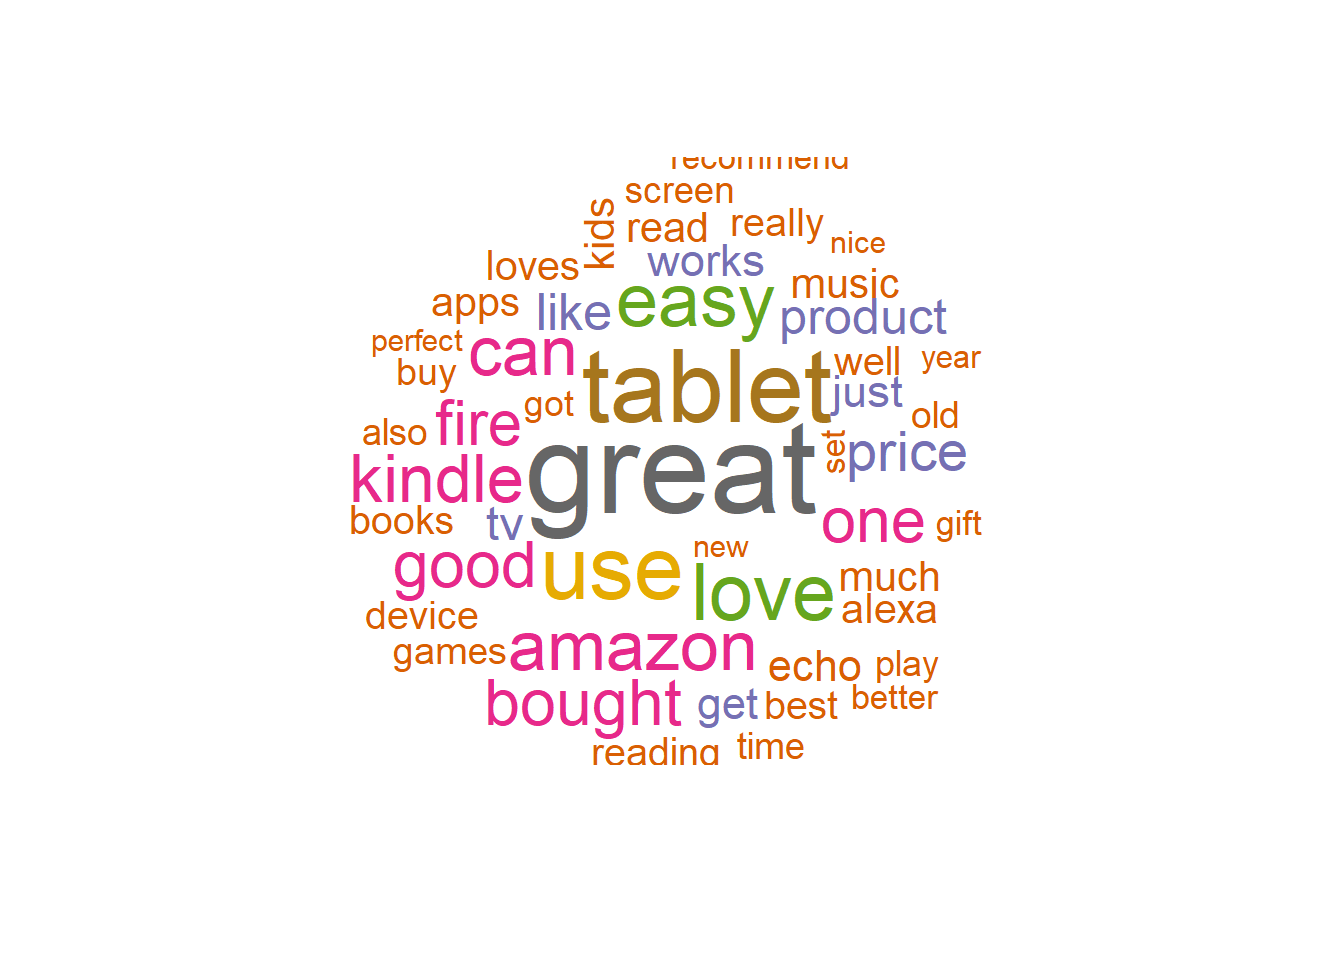 recommend
screen
kids
read
really
nice
loves
works
music
apps
like
easy
product
perfect
can
tablet
well
year
buy
got
just
old
also
fire
great
set
price
kindle
books
tv
one
gift
good
use
new
love
much
device
alexa
games
amazon
echo
play
bought
get
best
better
reading
time